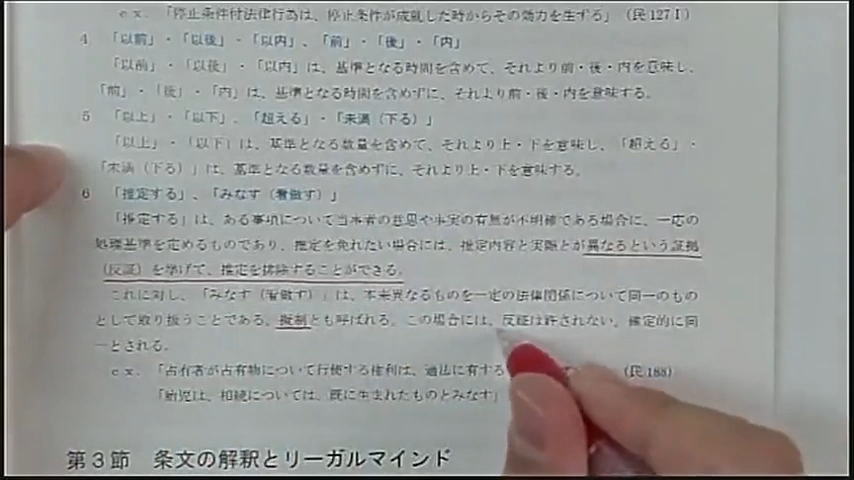 ex. 「停止条件付法律行為は、停止条件が成就した時からその効力を生ずる」（民127Ⅰ）
4 「以前」・「以後」・「以内」、「前」・「後」・「内」
「以前」・「以後」・「以内」は、基準となる時間を含めて、それより前・後・内を意味し、
「前」・「後」・「内」は、基準となる時間を含めずに、それより前・後・内を意味する。
5 「以上」・「以下」、「超える」・「未満（下る）」
「以上」・「以下」は、基準となる数量を含めて、それより上・下を意味し、「超える」・
「未満（下る）」は、基準となる数量を含めずに、それより上・下を意味する。
6 「推定する」、「みなす（看做す）」
「推定する」は、ある事項について当事者の意思や事実の有無が不明確である場合に、一応の
処理基準を定めるものであり、推定を免れたい場合には、推定内容と実際とが異なるという証拠
（反証）を挙げて、推定を排除することができる。
これに対し、「みなす（看做す）」は、本来異なるものを一定の法律関係について同一のもの
として取り扱うことである。擬制とも呼ばれる。この場合には、反証は許されない。確定的に同
一とされる。
ex. 「占有者が占有物について行使する権利は、適法に有する （民188）
「胎児は、相続については、既に生まれたものとみなす」
第3節 条文の解釈とリーガルマインド